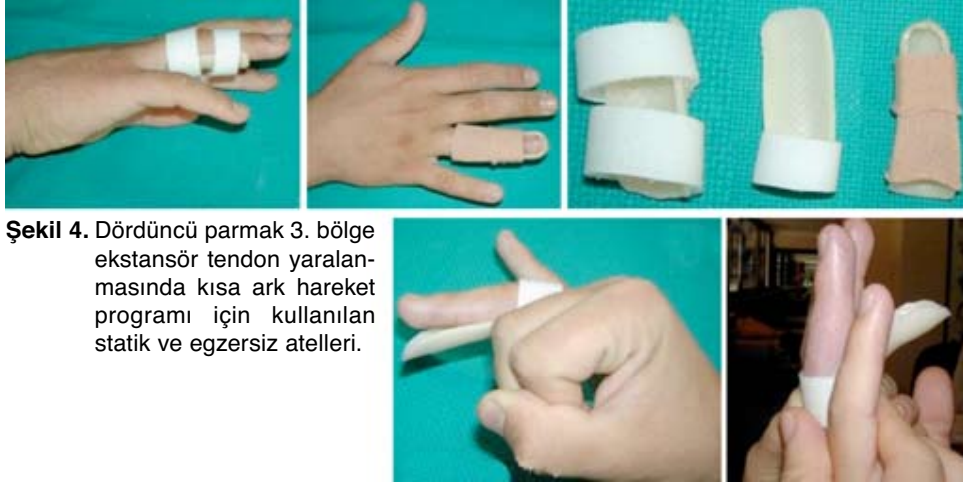 Şekil 4. Dördüncü parmak 3. bölge
ekstansör tendon yaralan-
masında kısa ark hareket
programı için kullanılan
statik ve egzersiz atelleri.